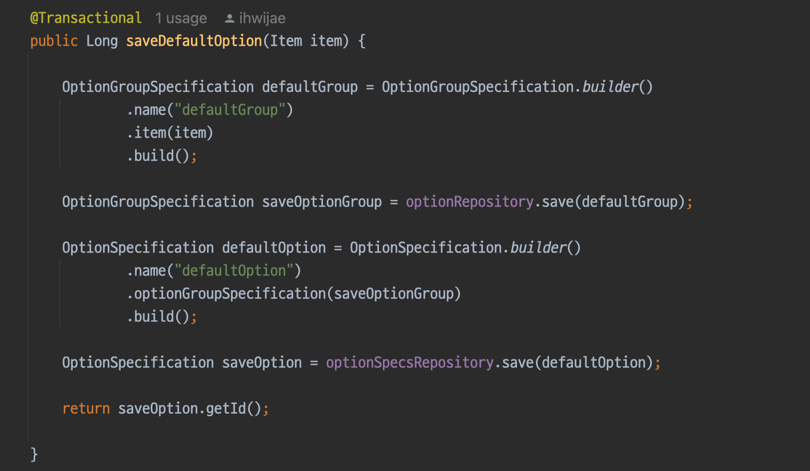 @Transactional 1 usage ihwijae
public Long saveDefaultOption(Item item) {
OptionGroupSpecification defaultGroup = OptionGroupSpecification.builder()
.name("defaultGroup")
.item(item)
.build();
OptionGroupSpecification saveOptionGroup = optionRepository.save(defaultGroup);
OptionSpecification defaultOption = OptionSpecification.builder()
.name("defaultOption")
.optionGroupSpecification(saveOptionGroup)
.build();
OptionSpecification saveOption = optionSpecsRepository.save(defaultOption);
return saveOption.getId();
}